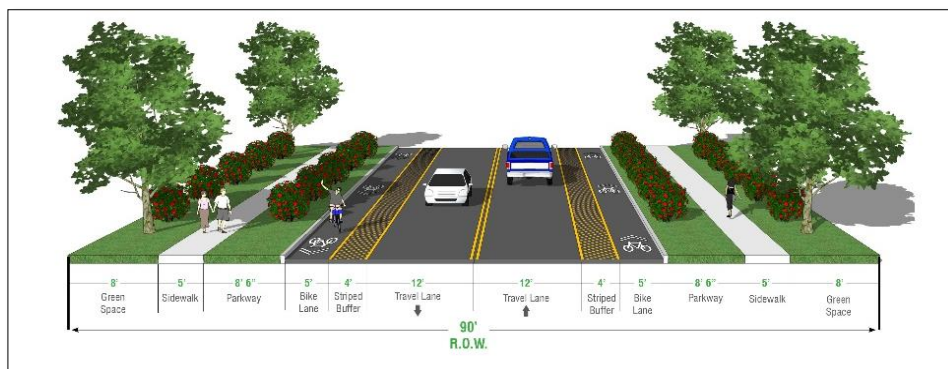 8' 5' 8' 6" 5' 4' 12' 12' 4' 5' 8' 6" 5' 8'
Green Space
Sidewalk
Parkway
Bike Lane
Striped Buffer
Travel Lane
Travel Lane
Striped Buffer
Bike Lane
Parkway
Sidewalk
Green Space
90'
R.O.W.